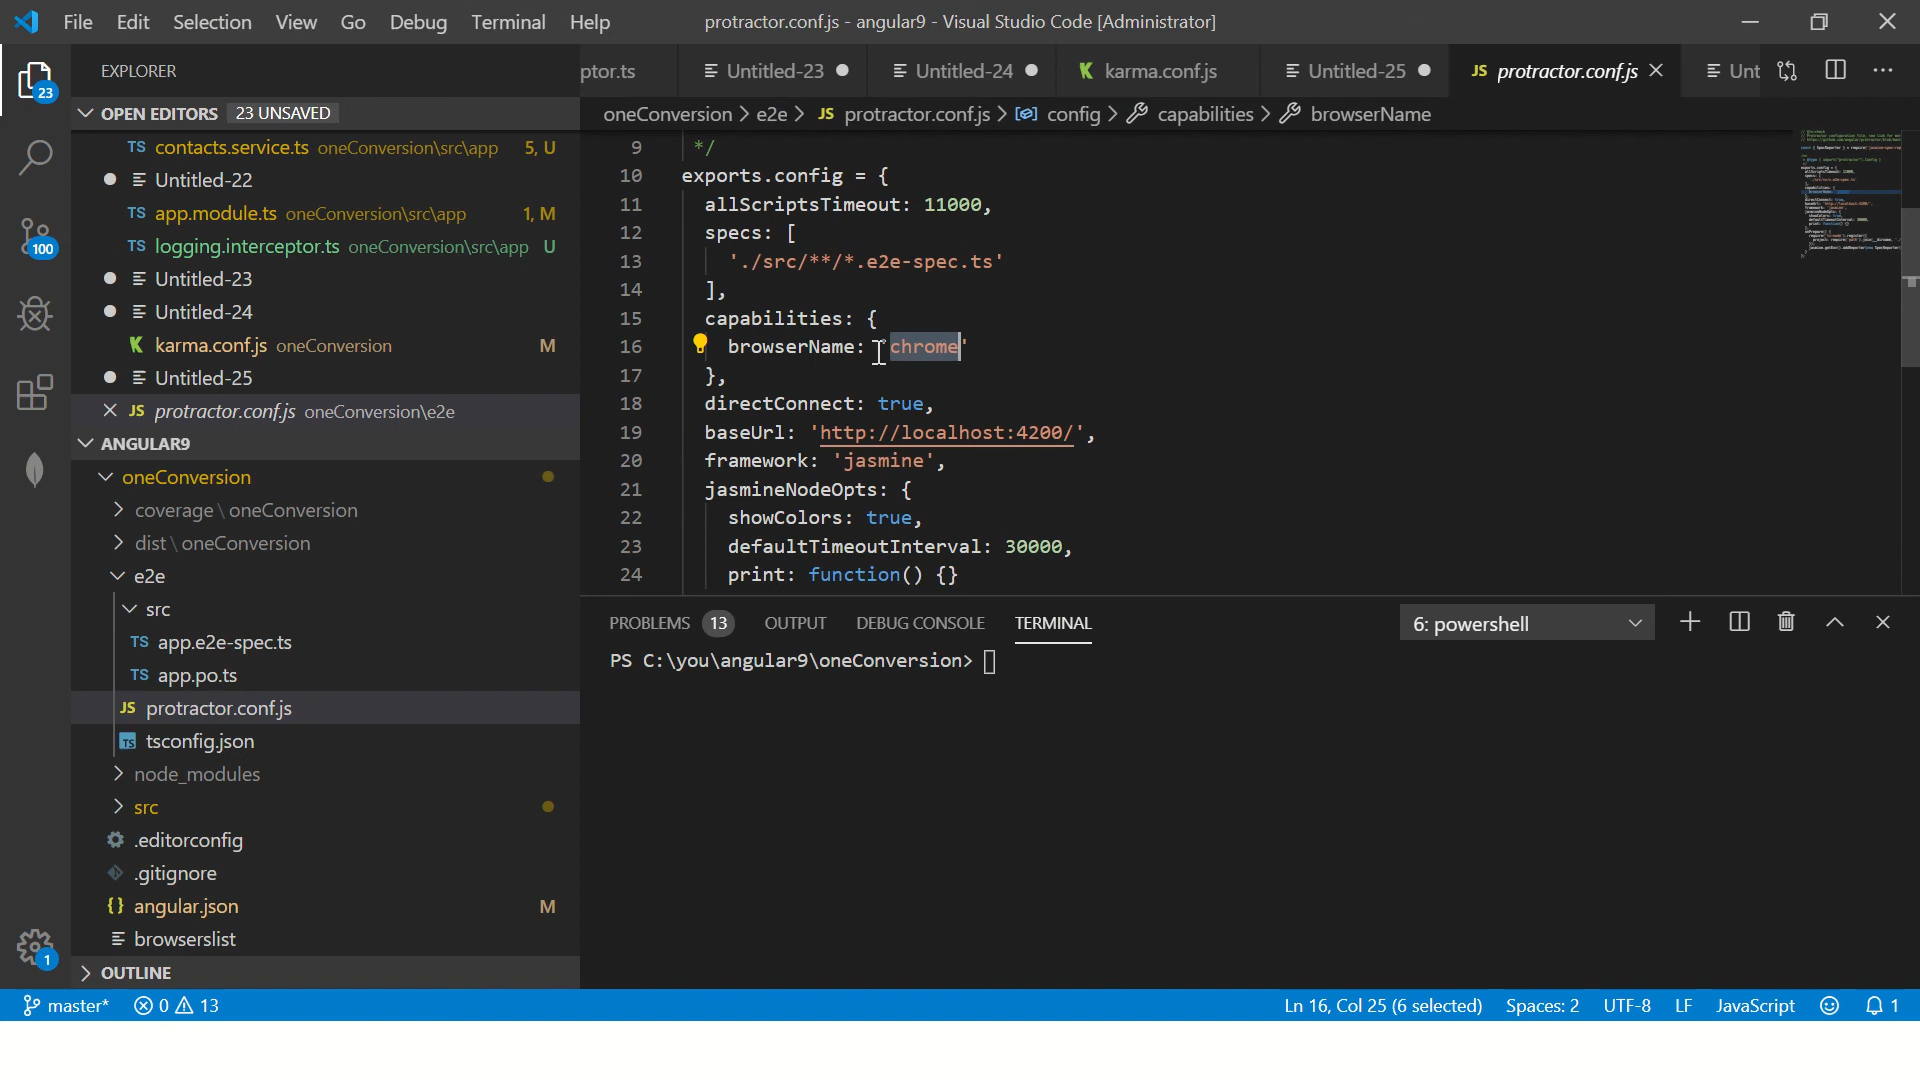 File Edit Selection View Go Debug Terminal Help protractor.conf.js - angular9 - Visual Studio Code [Administrator]
EXPLORER
ptor.ts Untitled-23 Untitled-24 karma.conf.js Untitled-25 JS protractor.conf.js Unt
23
OPEN EDITORS 23 UNSAVED
oneConversion > e2e > JS protractor.conf.js > config > capabilities > browserName
TS contacts.service.ts oneConversion\src\app 5, U
Untitled-22
TS app.module.ts oneConversion\src\app 1, M
TS logging.interceptor.ts oneConversion\src\app U
100
Untitled-23
Untitled-24
karma.conf.js oneConversion M
Untitled-25
JS protractor.conf.js oneConversion\e2e
ANGULAR9
oneConversion
coverage \ oneConversion
dist \ oneConversion
e2e
src
TS app.e2e-spec.ts
TS app.po.ts
JS protractor.conf.js
TS tsconfig.json
node_modules
src
.editorconfig
.gitignore
{} angular.json M
browserslist
1
OUTLINE
9 */
10 exports.config = {
11 allScriptsTimeout: 11000,
12 specs: [
13 './src/**/*.e2e-spec.ts'
14 ],
15 capabilities: {
16 browserName: 'chrome'
17 },
18 directConnect: true,
19 baseUrl: 'http://localhost:4200/',
20 framework: 'jasmine',
21 jasmineNodeOpts: {
22 showColors: true,
23 defaultTimeoutInterval: 30000,
24 print: function() {}
PROBLEMS 13 OUTPUT DEBUG CONSOLE TERMINAL 6: powershell
PS C:\you\angular9\oneConversion>
master* 0 13 Ln 16, Col 25 (6 selected) Spaces: 2 UTF-8 LF JavaScript 1